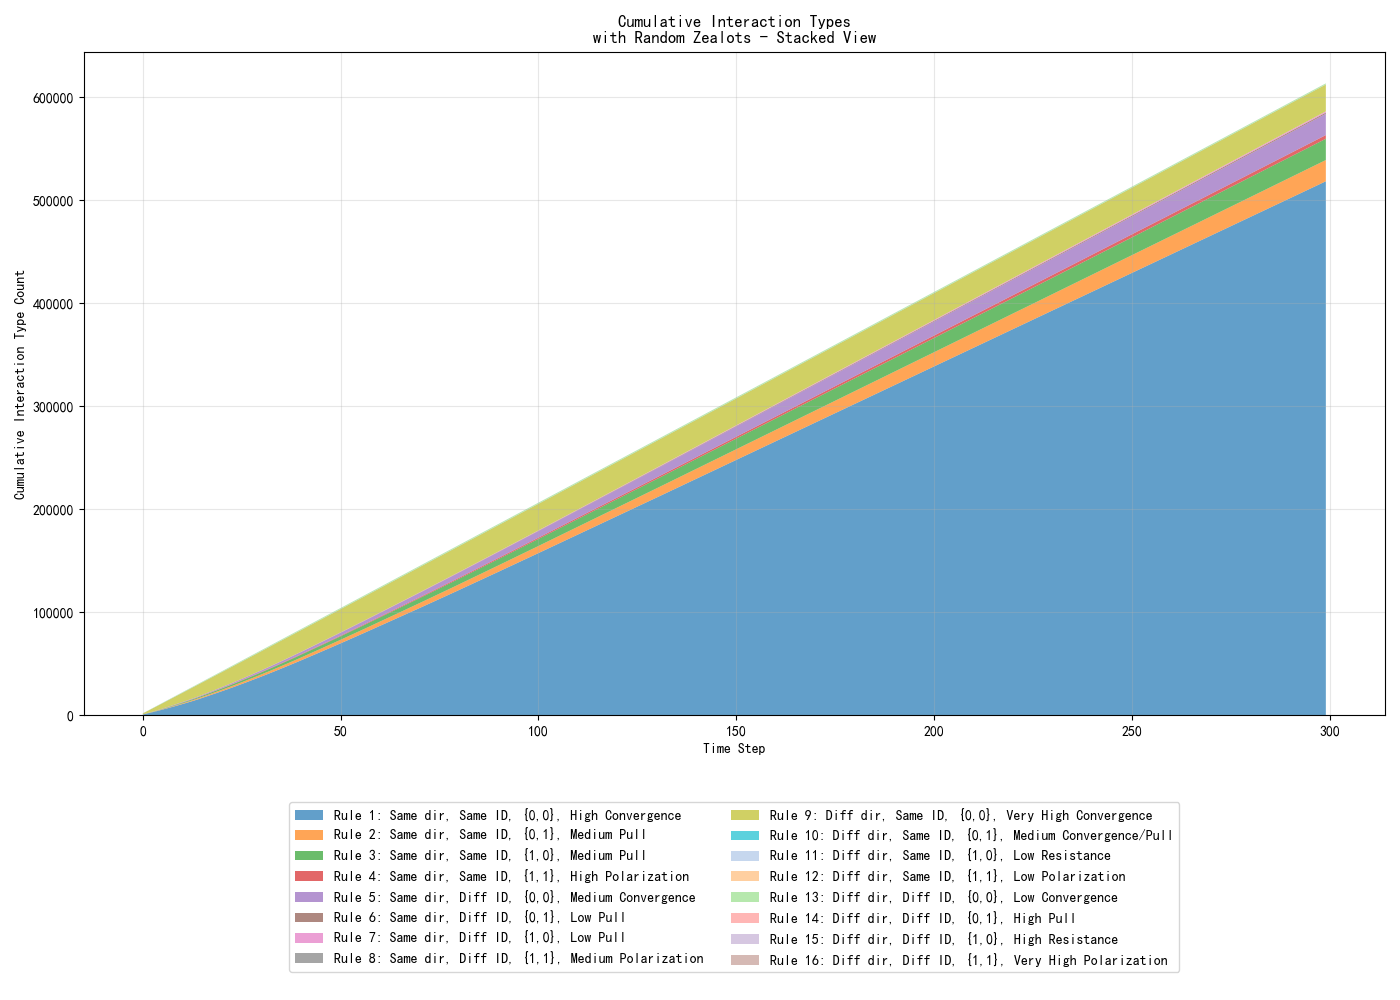 Cumulative Interaction Types
with Random Zealots - Stacked View
Cumulative Interaction Type Count
600000
500000
400000
300000
200000
100000
0
0
50
100
150
200
250
300
Time Step
Rule 1: Same dir, Same ID, {0,0}, High Convergence
Rule 2: Same dir, Same ID, {0,1}, Medium Pull
Rule 3: Same dir, Same ID, {1,0}, Medium Pull
Rule 4: Same dir, Same ID, {1,1}, High Polarization
Rule 5: Same dir, Diff ID, {0,0}, Medium Convergence
Rule 6: Same dir, Diff ID, {0,1}, Low Pull
Rule 7: Same dir, Diff ID, {1,0}, Low Pull
Rule 8: Same dir, Diff ID, {1,1}, Medium Polarization
Rule 9: Diff dir, Same ID, {0,0}, Very High Convergence
Rule 10: Diff dir, Same ID, {0,1}, Medium Convergence/Pull
Rule 11: Diff dir, Same ID, {1,0}, Low Resistance
Rule 12: Diff dir, Same ID, {1,1}, Low Polarization
Rule 13: Diff dir, Diff ID, {0,0}, Low Convergence
Rule 14: Diff dir, Diff ID, {0,1}, High Pull
Rule 15: Diff dir, Diff ID, {1,0}, High Resistance
Rule 16: Diff dir, Diff ID, {1,1}, Very High Polarization